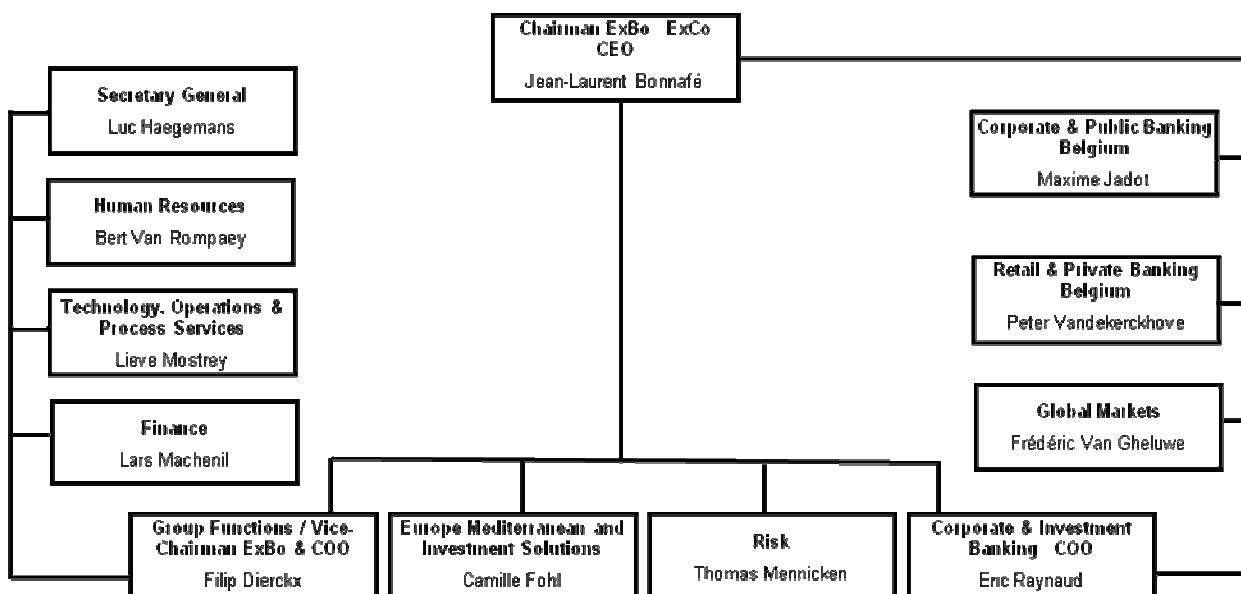 Chairman ExBo ExCo
CEO
Jean-Laurent Bonnafé
Secretary General
Luc Haegemans
Human Resources
Bert Van Rompaey
Technology, Operations &
Process Services
Lieve Mostrey
Finance
Lars Machenil
Corporate & Public Banking
Belgium
Maxime Jadot
Retail & Private Banking
Belgium
Peter Vandekerckhove
Global Markets
Frédéric Van Gheluwe
Group Functions / Vice-
Chairman ExBo & COO
Filip Dierckx
Europe Mediterranean and
Investment Solutions
Camille Fohl
Risk
Thomas Mennicken
Corporate & Investment
Banking COO
Eric Raynaud